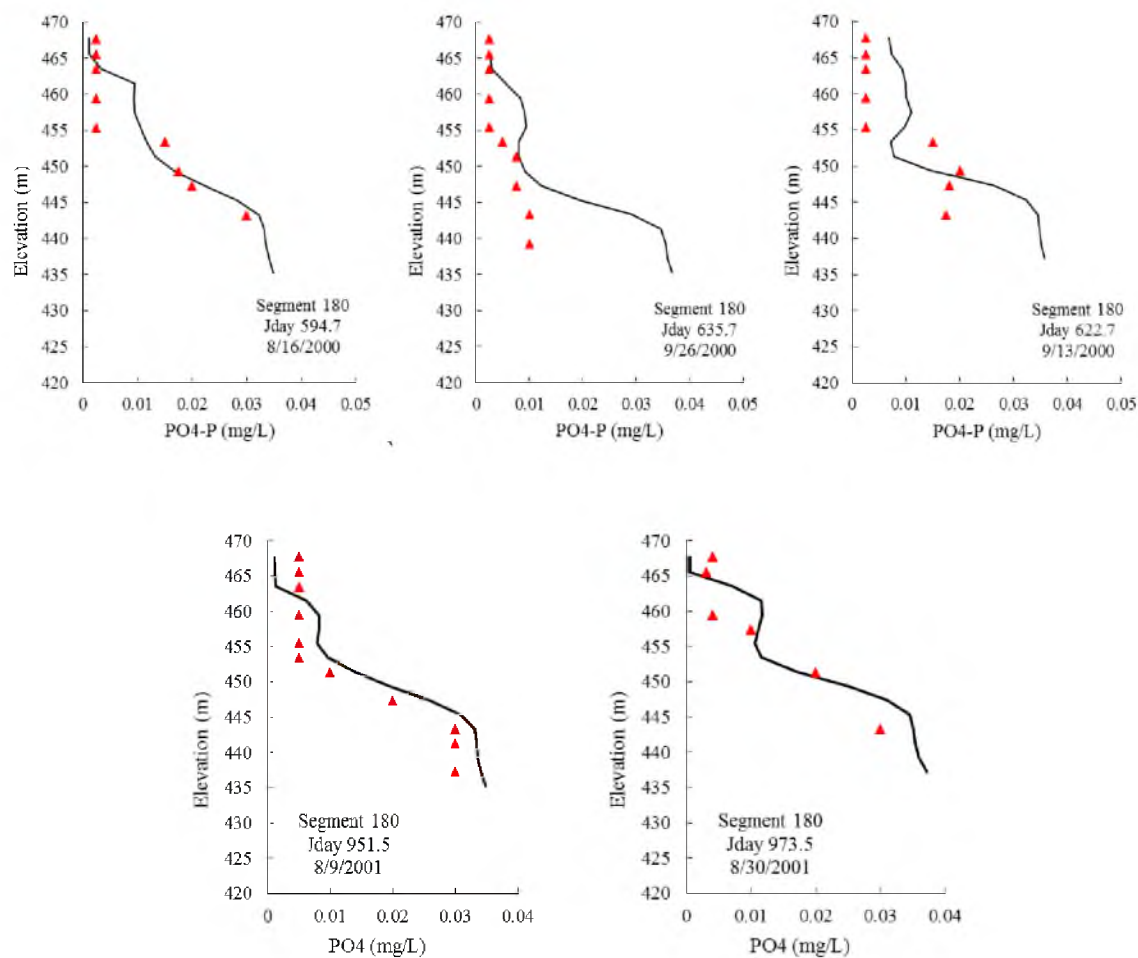 470
465
460
455
450
445
440
435
430
425
420
Elevation (m)
Segment 180
Jday 594.7
8/16/2000
0 0.01 0.02 0.03 0.04 0.05
PO4-P (mg/L)
470
465
460
455
450
445
440
435
430
425
420
Elevation (m)
Segment 180
Jday 635.7
9/26/2000
0 0.01 0.02 0.03 0.04 0.05
PO4-P (mg/L)
470
465
460
455
450
445
440
435
430
425
420
Elevation (m)
Segment 180
Jday 622.7
9/13/2000
0 0.01 0.02 0.03 0.04 0.05
PO4-P (mg/L)
470
465
460
455
450
445
440
435
430
425
420
Elevation (m)
Segment 180
Jday 951.5
8/9/2001
0 0.01 0.02 0.03 0.04
PO4 (mg/L)
470
465
460
455
450
445
440
435
430
425
420
Elevation (m)
Segment 180
Jday 973.5
8/30/2001
0 0.01 0.02 0.03 0.04
PO4 (mg/L)